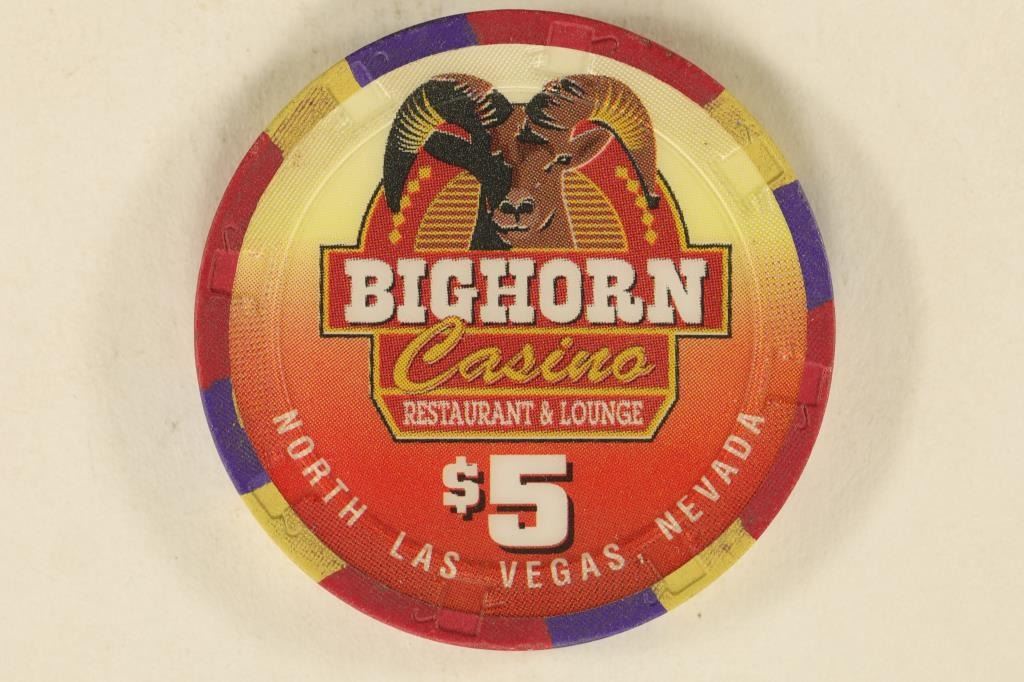 BIGHORN
Casino
RESTAURANT & LOUNGE
$5
NORTH LAS VEGAS, NEVADA